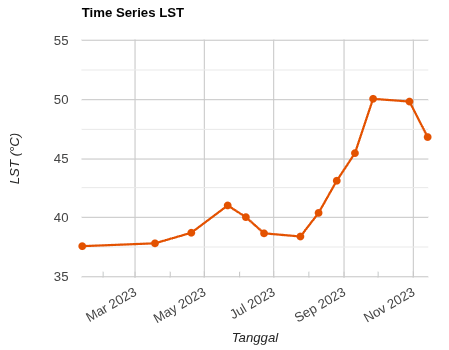 Time Series LST
55
50
45
40
35
LST (°C)
Mar 2023
May 2023
Jul 2023
Sep 2023
Nov 2023
Tanggal